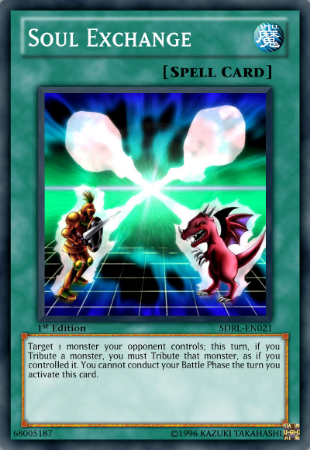 SOUL EXCHANGE
SPELL
魔
[SPELL CARD]
1st Edition
SDRL-EN021
Target 1 monster your opponent controls; this turn, if you
Tribute a monster, you must Tribute that monster, as if you
controlled it. You cannot conduct your Battle Phase the turn you
activate this card.
68005187
©1996 KAZUKI TAKAHASHI